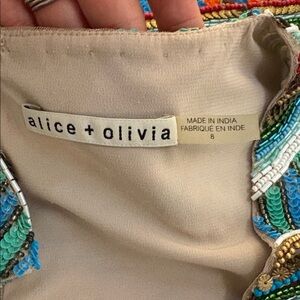 alice + olivia
MADE IN INDIA
FABRIQUÉ EN INDE
8